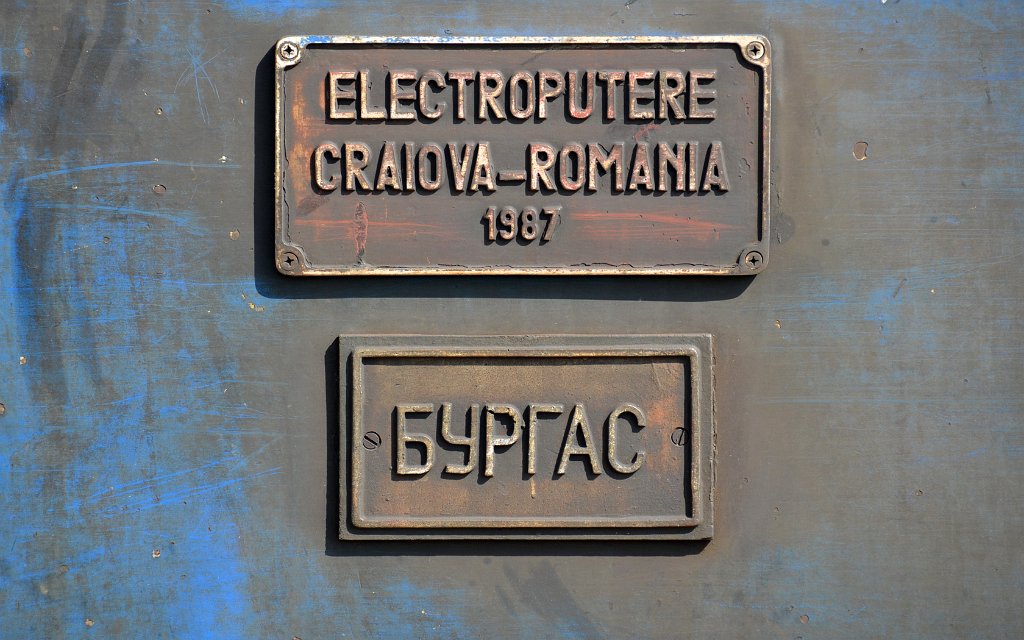 ELECTROPUTERE
CRAIOVA-ROMANIA
1987
БУРГАС